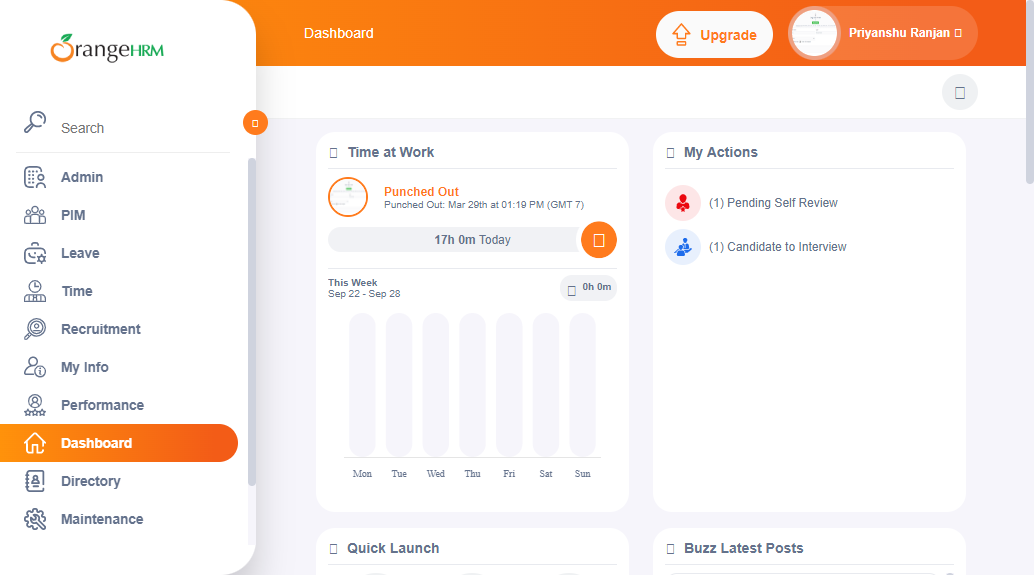 OrangeHRM
Dashboard
Upgrade
Priyanshu Ranjan
Search
Admin
PIM
Leave
Time
Recruitment
My Info
Performance
Dashboard
Directory
Maintenance
Time at Work
Punched Out
Punched Out: Mar 29th at 01:19 PM (GMT 7)
17h 0m Today
This Week
Sep 22 - Sep 28
0h 0m
Mon Tue Wed Thu Fri Sat Sun
My Actions
(1) Pending Self Review
(1) Candidate to Interview
Quick Launch
Buzz Latest Posts